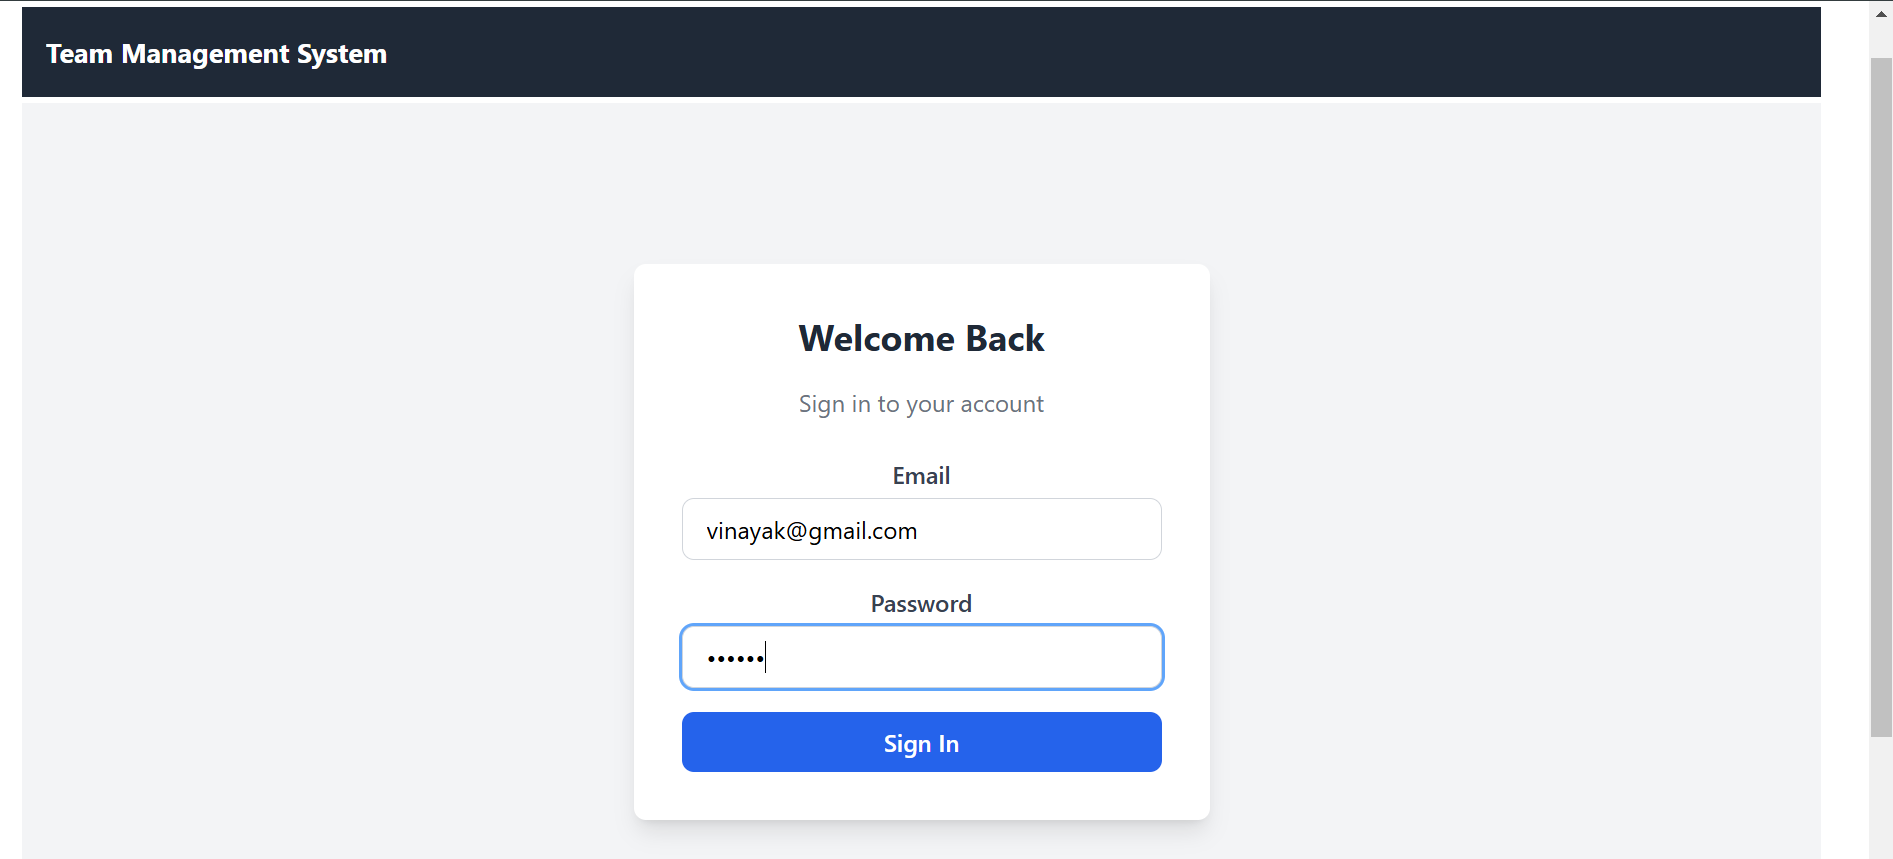 Team Management System
Welcome Back
Sign in to your account
Email
vinayak@gmail.com
Password
••••••
Sign In